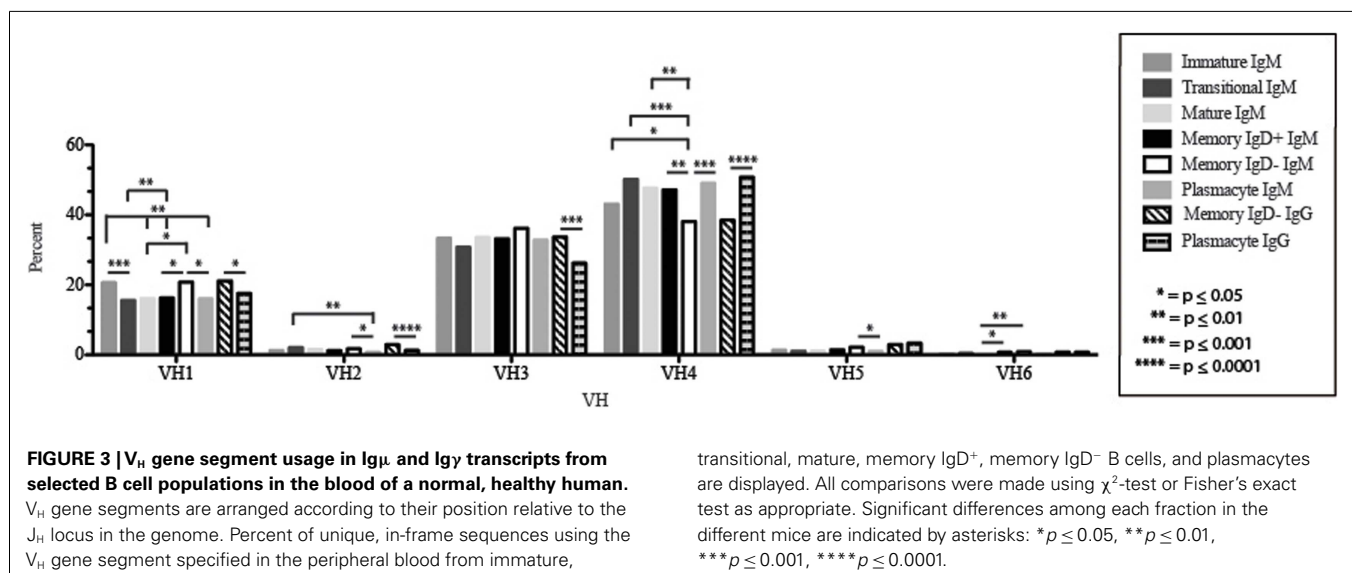 Immature IgM
Transitional IgM
Mature IgM
Memory IgD+ IgM
Memory IgD- IgM
Plasmacyte IgM
Memory IgD- IgG
Plasmacyte IgG
* = p ≤ 0.05
** = p ≤ 0.01
*** = p ≤ 0.001
**** = p ≤ 0.0001
Percent
60
40
20
0
** ** * *** * * *
** * ****
***
** *** * ** *** ****
*
** *
VH1 VH2 VH3 VH4 VH5 VH6
VH
FIGURE 3 | VH gene segment usage in Igμ and Igγ transcripts from
selected B cell populations in the blood of a normal, healthy human.
VH gene segments are arranged according to their position relative to the
JH locus in the genome. Percent of unique, in-frame sequences using the
VH gene segment specified in the peripheral blood from immature,
transitional, mature, memory IgD⁺, memory IgD⁻ B cells, and plasmacytes
are displayed. All comparisons were made using χ²-test or Fisher's exact
test as appropriate. Significant differences among each fraction in the
different mice are indicated by asterisks: *p ≤ 0.05, **p ≤ 0.01,
***p ≤ 0.001, ****p ≤ 0.0001.